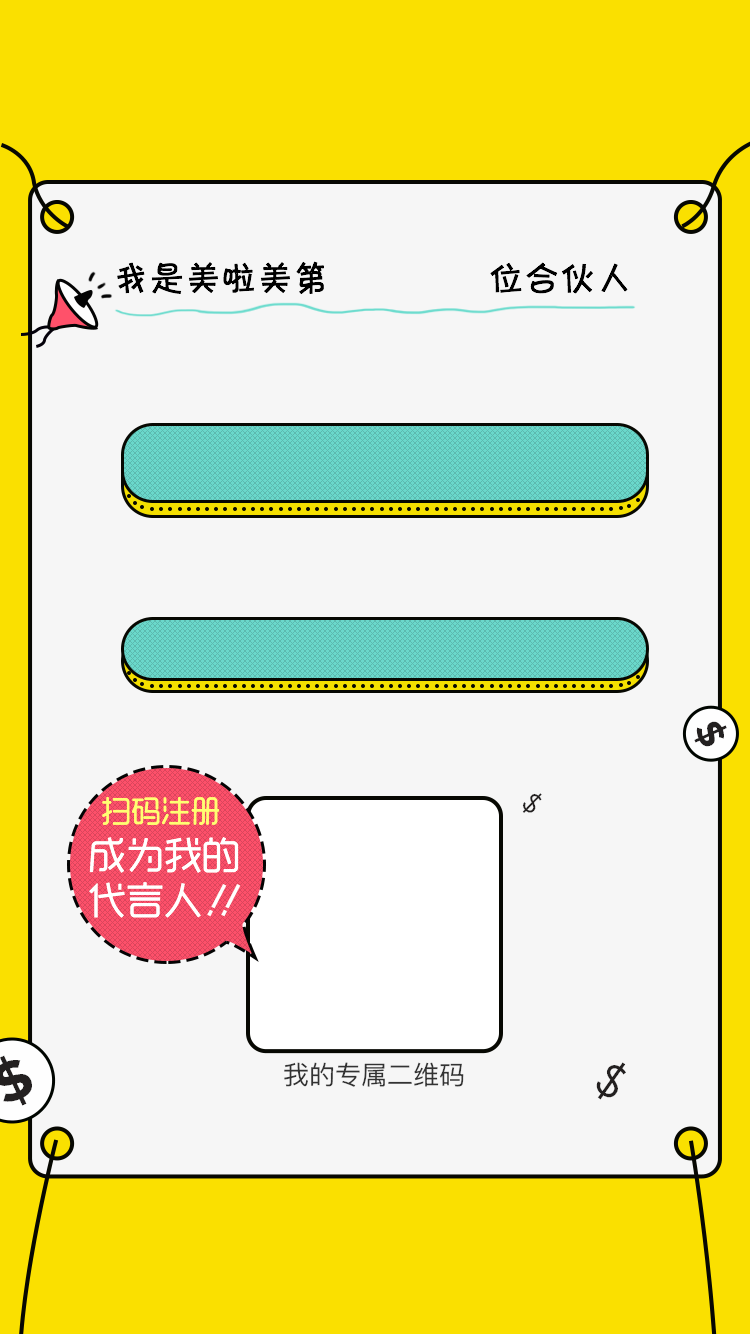 我是美啦美第 位合伙人
扫码注册
成为我的
代言人!!
我的专属二维码